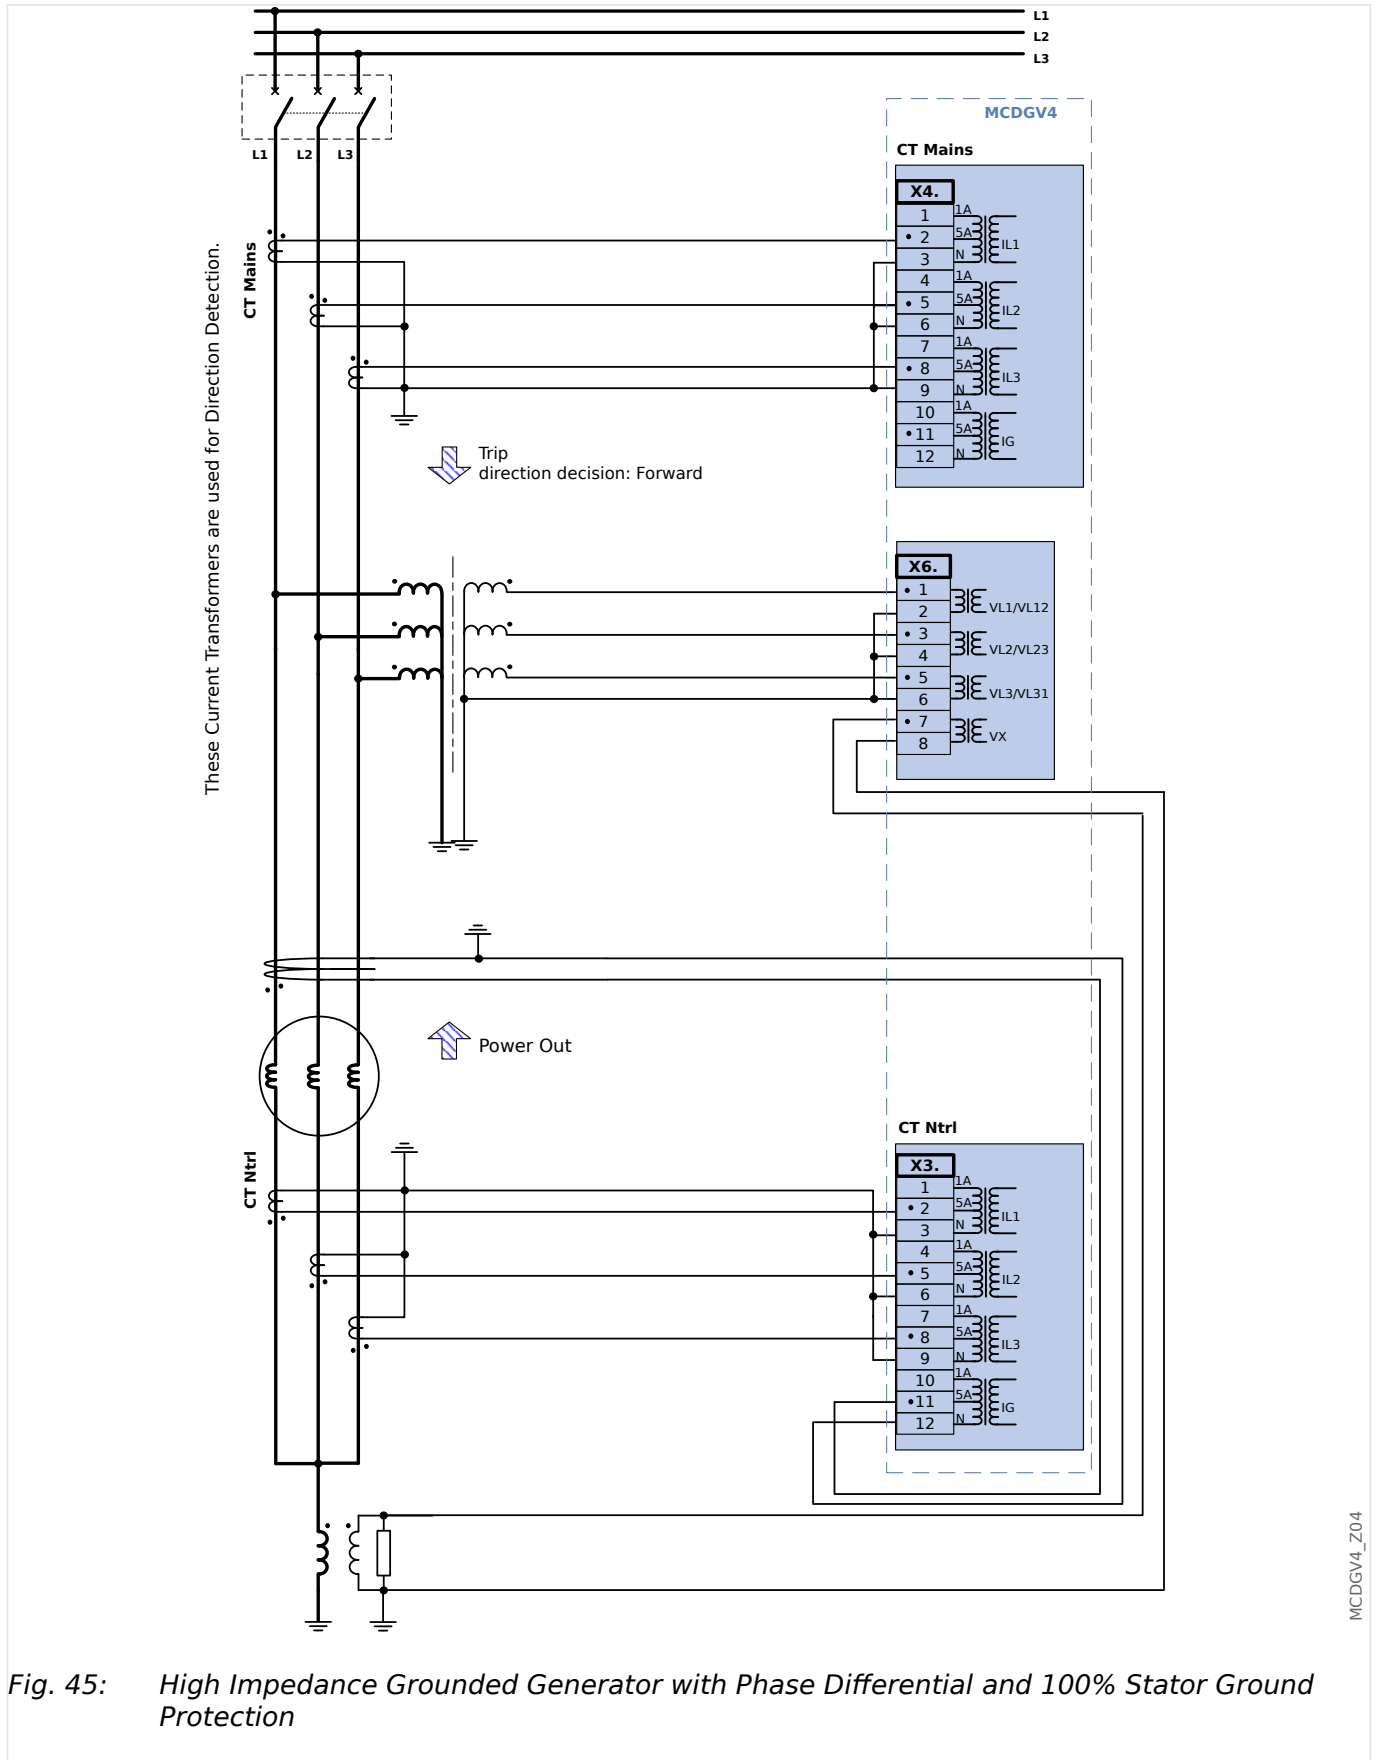 L1
L2
L3
L1 L2 L3
MCDGV4
CT Mains
X4.
1 1A
2 5A IL1
3 N
4 1A
5 5A IL2
6 N
7 1A
8 5A IL3
9 N
10 1A
11 5A IG
12 N
CT Mains
These Current Transformers are used for Direction Detection.
Trip
direction decision: Forward
X6.
1 VL1/VL12
2
3 VL2/VL23
4
5 VL3/VL31
6
7 VX
8
Power Out
CT Ntrl
CT Ntrl
X3.
1 1A
2 5A IL1
3 N
4 1A
5 5A IL2
6 N
7 1A
8 5A IL3
9 N
10 1A
11 5A IG
12 N
MCDGV4_Z04
Fig. 45: High Impedance Grounded Generator with Phase Differential and 100% Stator Ground
Protection